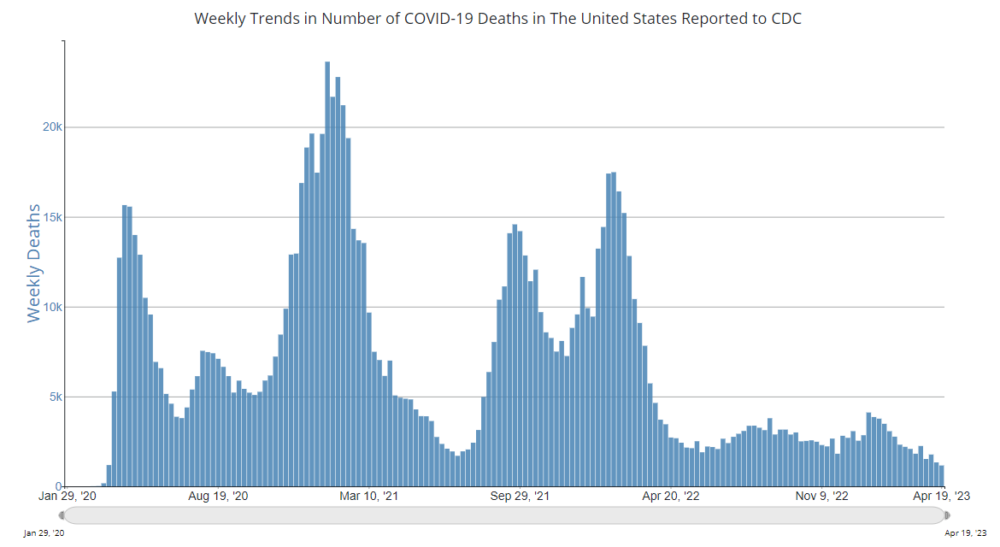 Weekly Trends in Number of COVID-19 Deaths in The United States Reported to CDC
Weekly Deaths
20k
15k
10k
5k
0
Jan 29, '20 Aug 19, '20 Mar 10, '21 Sep 29, '21 Apr 20, '22 Nov 9, '22 Apr 19, '23
Jan 29, '20 Apr 19, '23